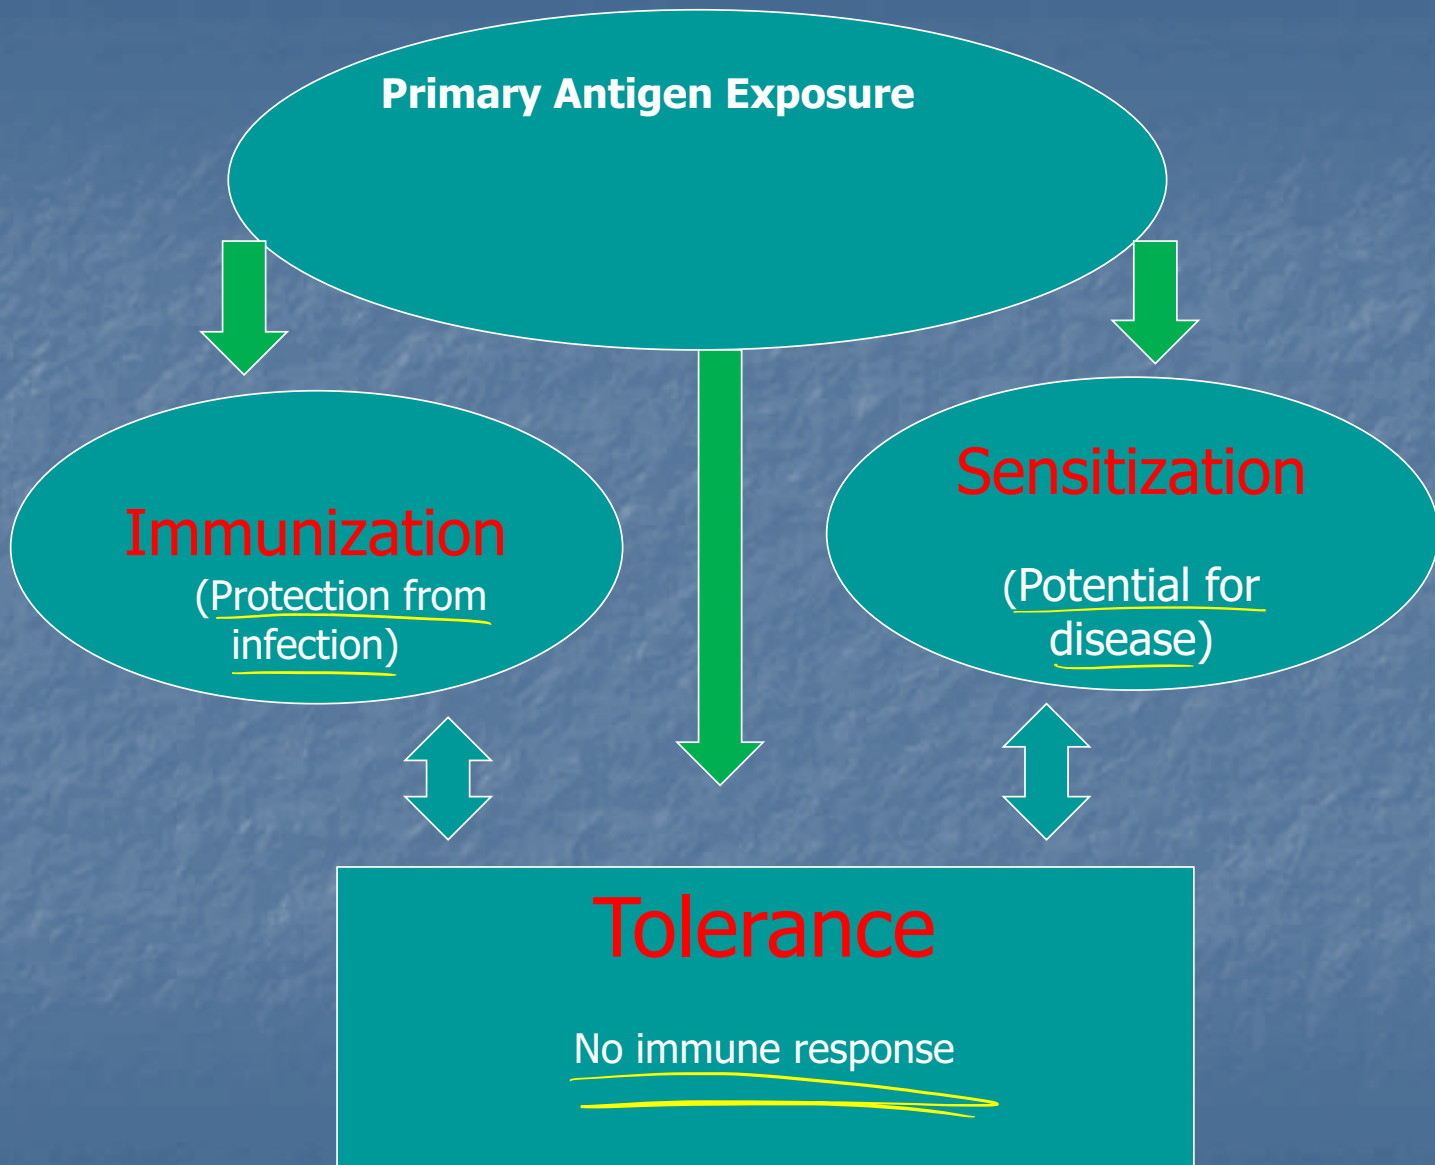 Primary Antigen Exposure
Immunization
(Protection from
infection)
Sensitization
(Potential for
disease)
Tolerance
No immune response